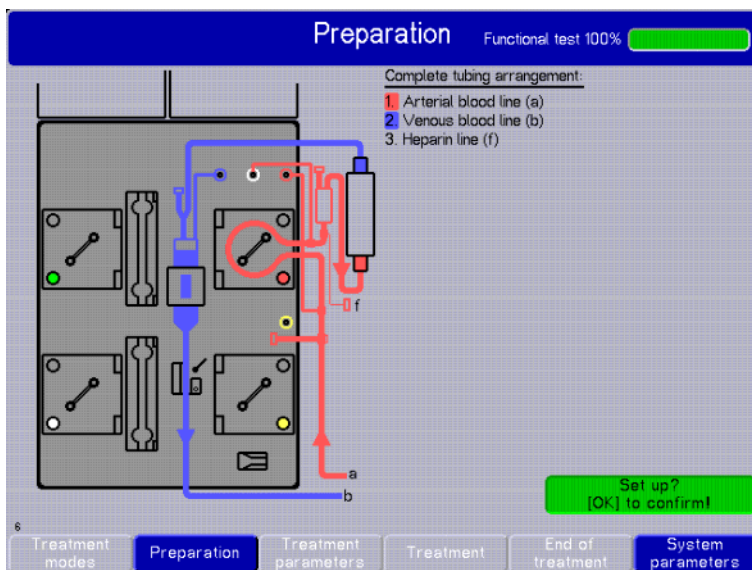 Preparation
Functional test 100%
Complete tubing arrangement:
1. Arterial blood line (a)
2. Venous blood line (b)
3. Heparin line (f)
f
a
b
Set up?
[OK] to confirm!
6
Treatment modes
Preparation
Treatment parameters
Treatment
End of treatment
System parameters